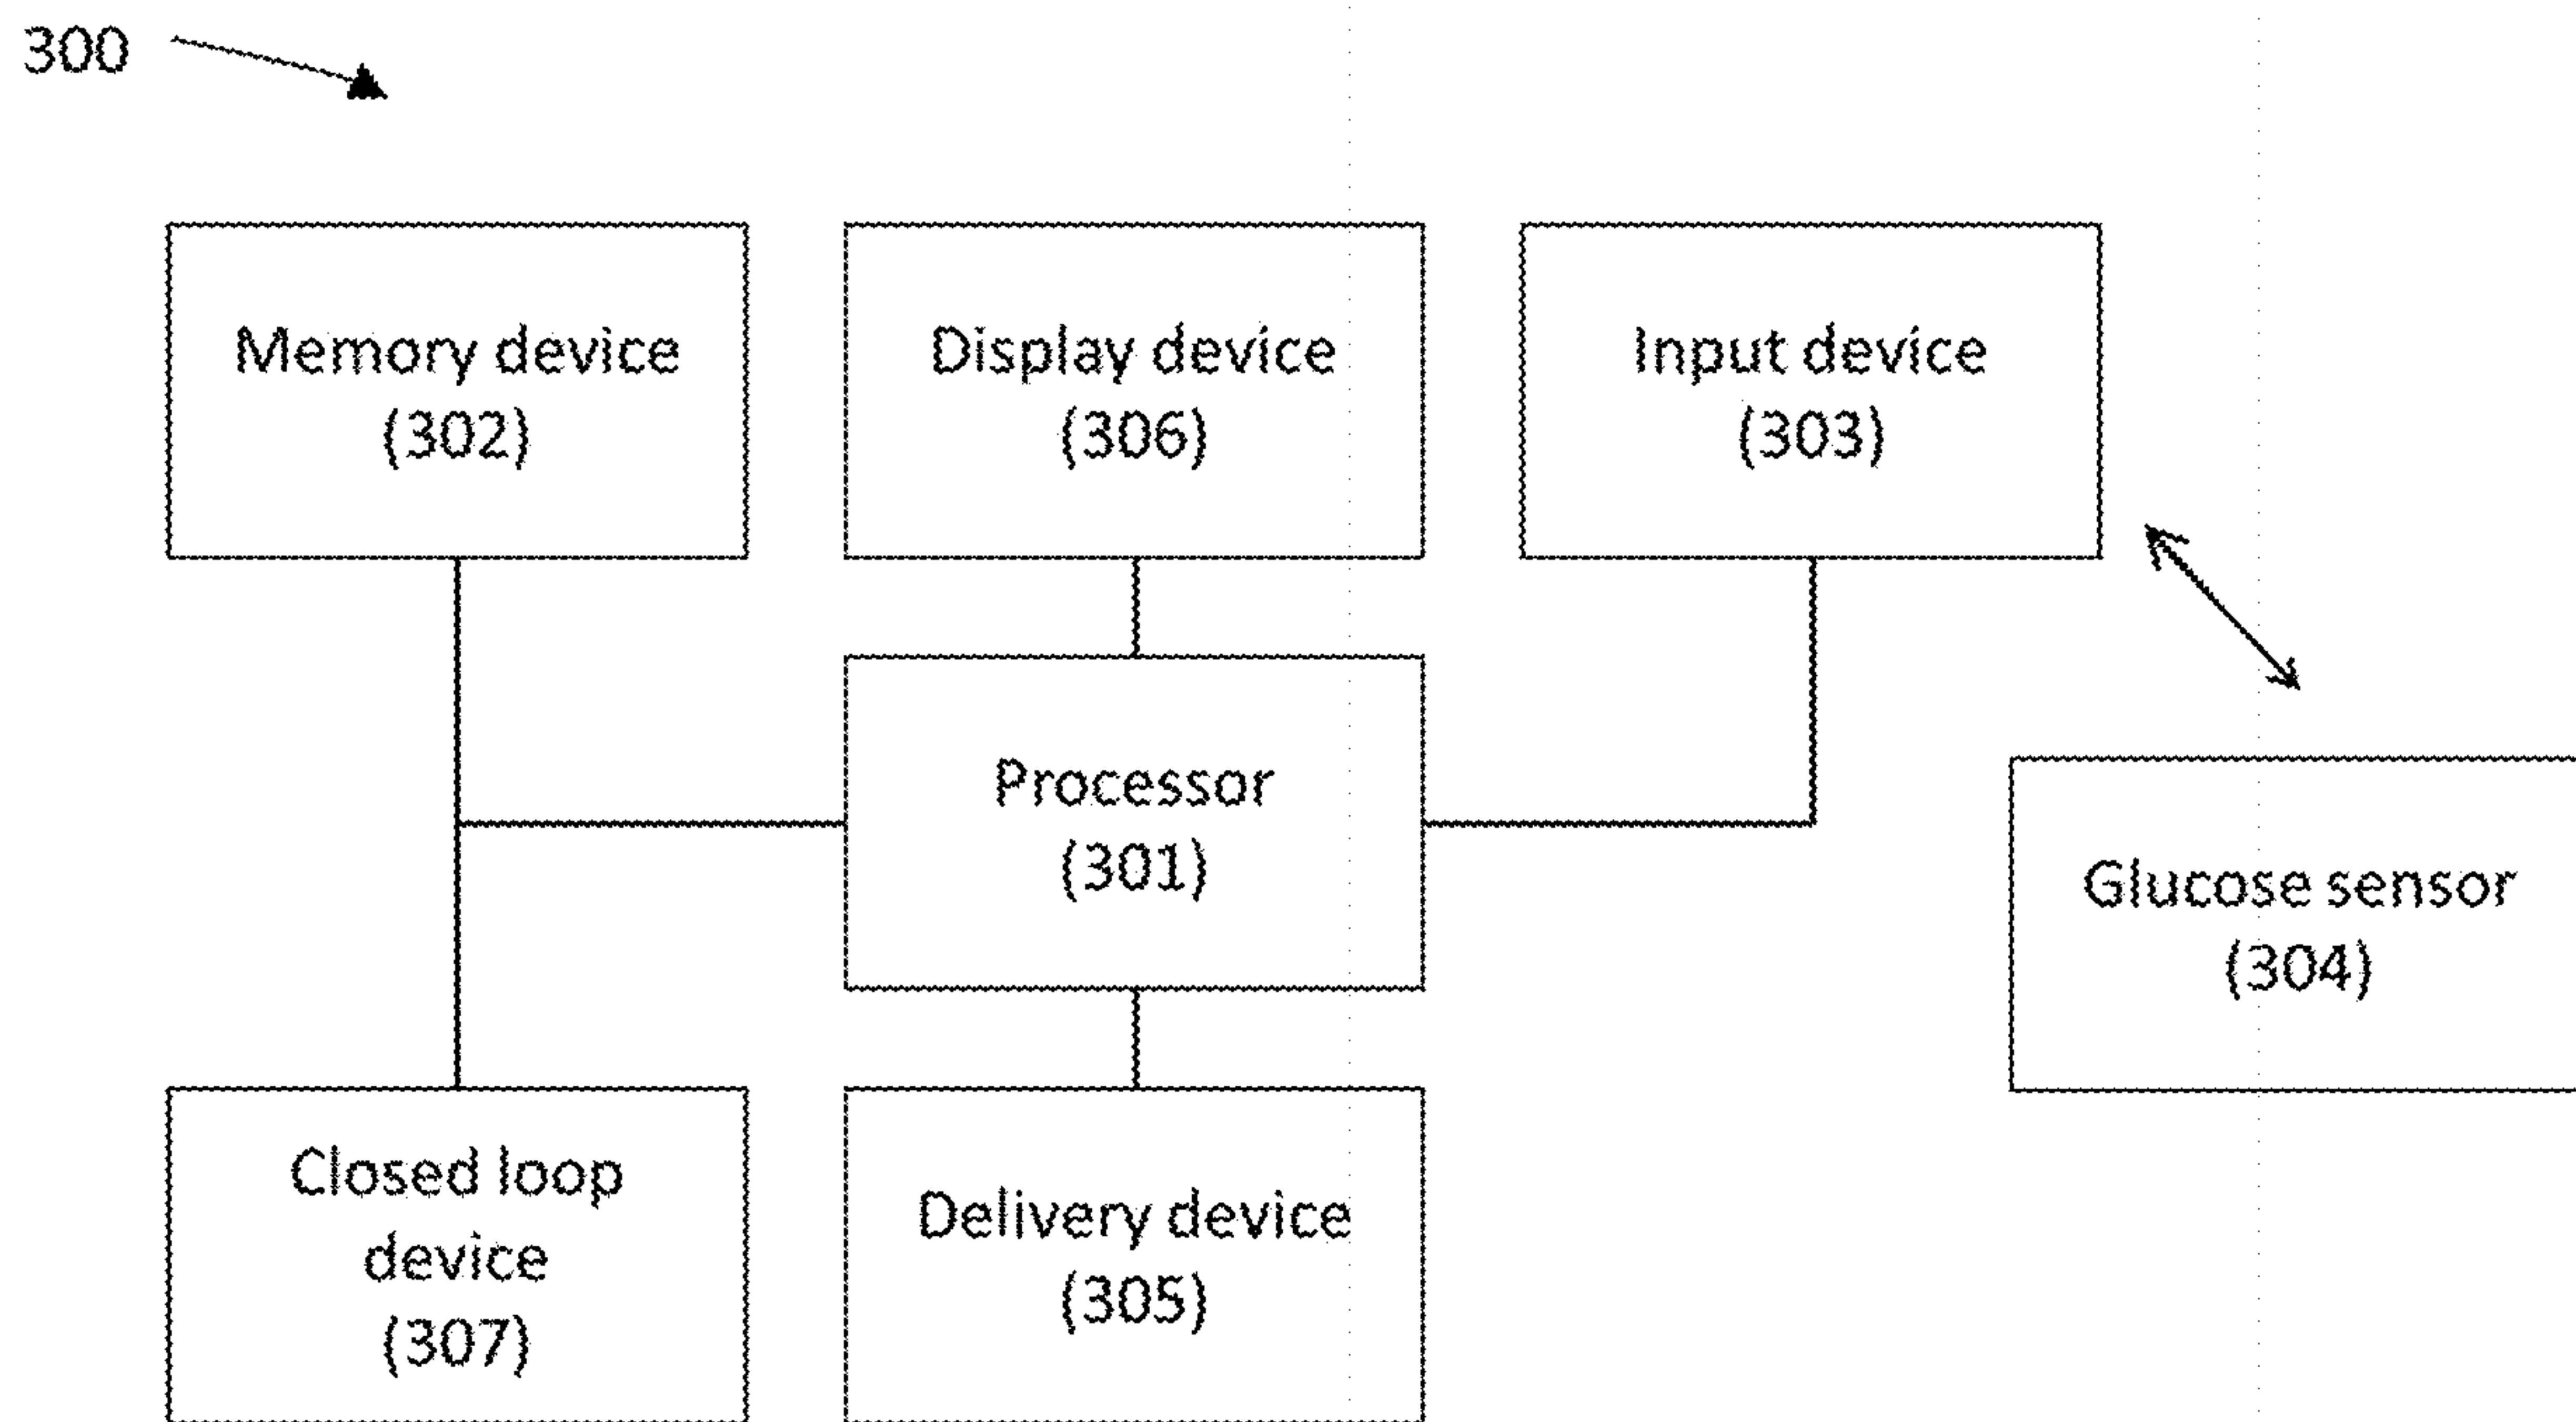 300
Memory device
(302)
Display device
(306)
Input device
(303)
Processor
(301)
Glucose sensor
(304)
Closed loop
device
(307)
Delivery device
(305)